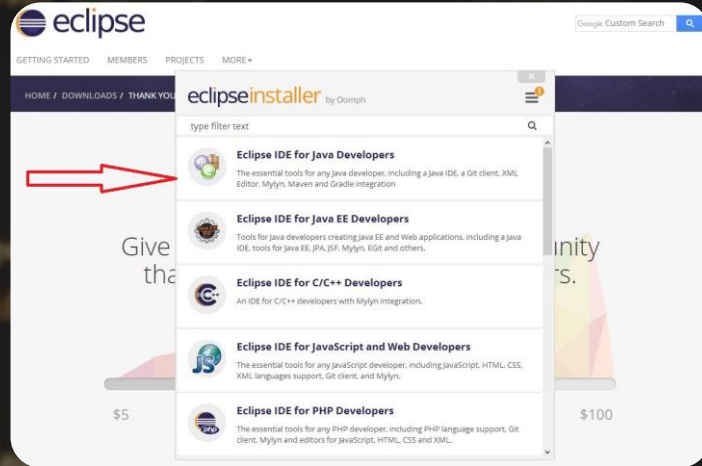 eclipse
Google Custom Search
GETTING STARTED MEMBERS PROJECTS MORE
HOME / DOWNLOADS / THANK YOU
eclipseinstaller by Oomph
type filter text
Eclipse IDE for Java Developers
The essential tools for any Java developer, including a Java IDE, a Git client, XML
Editor, Mylyn, Maven and Gradle integration
Eclipse IDE for Java EE Developers
Tools for Java developers creating Java EE and Web applications, including a Java
IDE, tools for Java EE, JPA, JSF, Mylyn, EGit and others.
Eclipse IDE for C/C++ Developers
An IDE for C/C++ developers with Mylyn integration.
Eclipse IDE for JavaScript and Web Developers
The essential tools for any JavaScript developer, including JavaScript, HTML, CSS,
XML languages support, Git client, and Mylyn.
Eclipse IDE for PHP Developers
The essential tools for any PHP developer, including PHP language support, Git
client, Mylyn and editors for JavaScript, HTML, CSS and XML.
Give
$5 $100